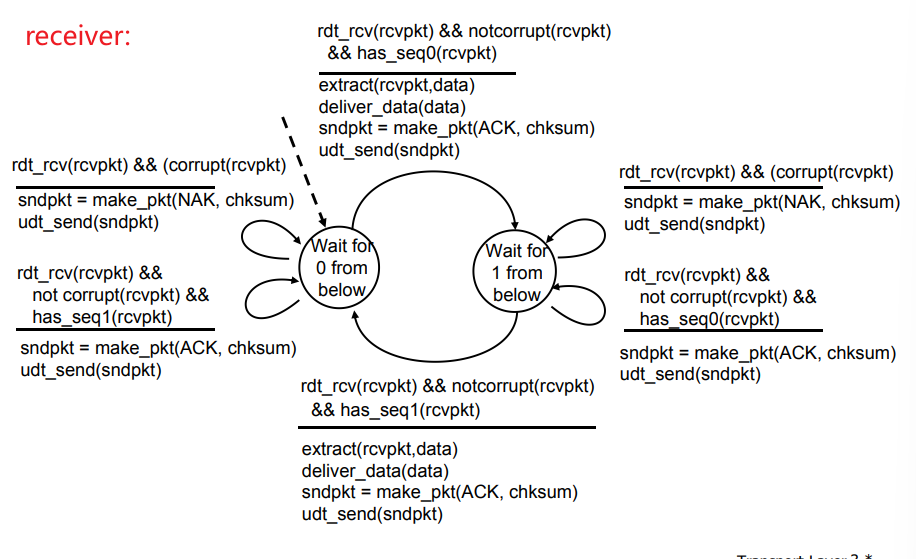 receiver:
rdt_rcv(rcvpkt) && notcorrupt(rcvpkt)
&& has_seq0(rcvpkt)
extract(rcvpkt,data)
deliver_data(data)
sndpkt = make_pkt(ACK, chksum)
udt_send(sndpkt)
rdt_rcv(rcvpkt) && (corrupt(rcvpkt)
sndpkt = make_pkt(NAK, chksum)
udt_send(sndpkt)
rdt_rcv(rcvpkt) &&
not corrupt(rcvpkt) &&
has_seq1(rcvpkt)
sndpkt = make_pkt(ACK, chksum)
udt_send(sndpkt)
Wait for
0 from
below
Wait for
1 from
below
rdt_rcv(rcvpkt) && (corrupt(rcvpkt)
sndpkt = make_pkt(NAK, chksum)
udt_send(sndpkt)
rdt_rcv(rcvpkt) &&
not corrupt(rcvpkt) &&
has_seq0(rcvpkt)
sndpkt = make_pkt(ACK, chksum)
udt_send(sndpkt)
rdt_rcv(rcvpkt) && notcorrupt(rcvpkt)
&& has_seq1(rcvpkt)
extract(rcvpkt,data)
deliver_data(data)
sndpkt = make_pkt(ACK, chksum)
udt_send(sndpkt)